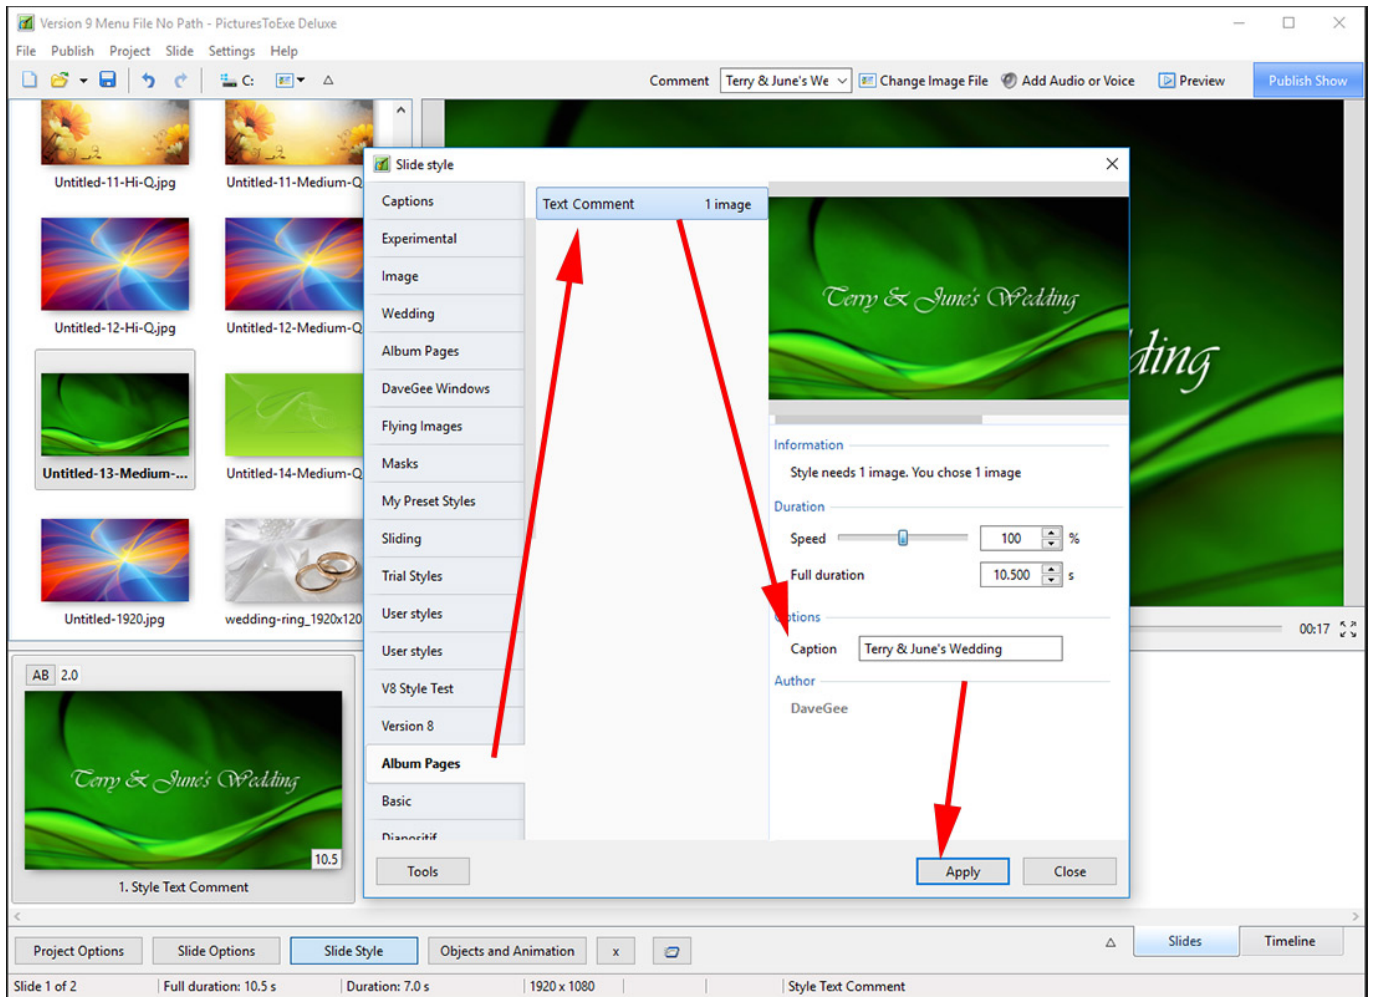 Version 9 Menu File No Path - PicturesToExe Deluxe
File Publish Project Slide Settings Help
C:
Comment Terry & June's We Change Image File Add Audio or Voice Preview Publish Show
Untitled-11-Hi-Q.jpg Untitled-11-Medium-Q
Untitled-12-Hi-Q.jpg Untitled-12-Medium-Q
Untitled-13-Medium-... Untitled-14-Medium-Q
Untitled-1920.jpg wedding-ring_1920x120
Slide style
Captions
Experimental
Image
Wedding
Album Pages
DaveGee Windows
Flying Images
Masks
My Preset Styles
Sliding
Trial Styles
User styles
User styles
V8 Style Test
Version 8
Album Pages
Basic
Diapositif
Text Comment 1 image
Terry & June's Wedding
Information
Style needs 1 image. You chose 1 image
Duration
Speed 100 %
Full duration 10.500 s
Options
Caption Terry & June's Wedding
Author
DaveGee
Tools Apply Close
ding
00:17
AB 2.0
Terry & June's Wedding
10.5
1. Style Text Comment
Project Options Slide Options Slide Style Objects and Animation x Slides Timeline
Slide 1 of 2 Full duration: 10.5 s Duration: 7.0 s 1920 x 1080 Style Text Comment